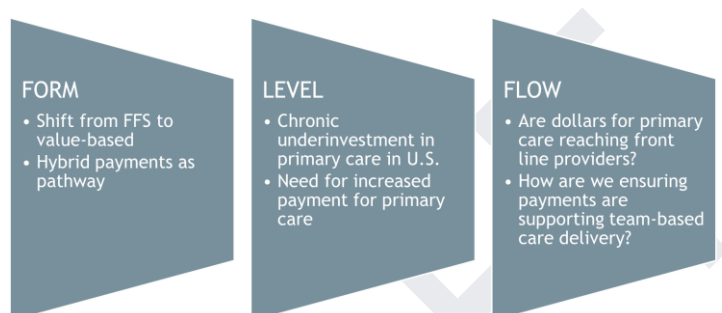 FORM
• Shift from FFS to
value-based
• Hybrid payments as
pathway
LEVEL
• Chronic
underinvestment in
primary care in U.S.
• Need for increased
payment for primary
care
FLOW
• Are dollars for primary
care reaching front
line providers?
• How are we ensuring
payments are
supporting team-based
care delivery?